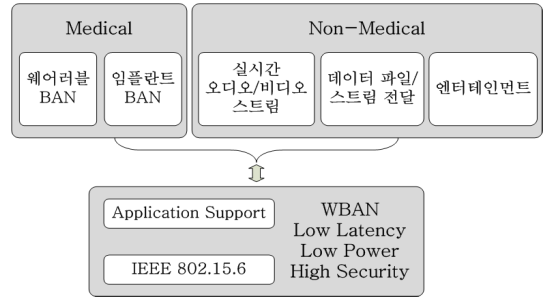 Medical
웨어러블
BAN
임플란트
BAN
Non-Medical
실시간
오디오/비디오
스트림
데이터 파일/
스트림 전달
엔터테인먼트
Application Support
IEEE 802.15.6
WBAN
Low Latency
Low Power
High Security